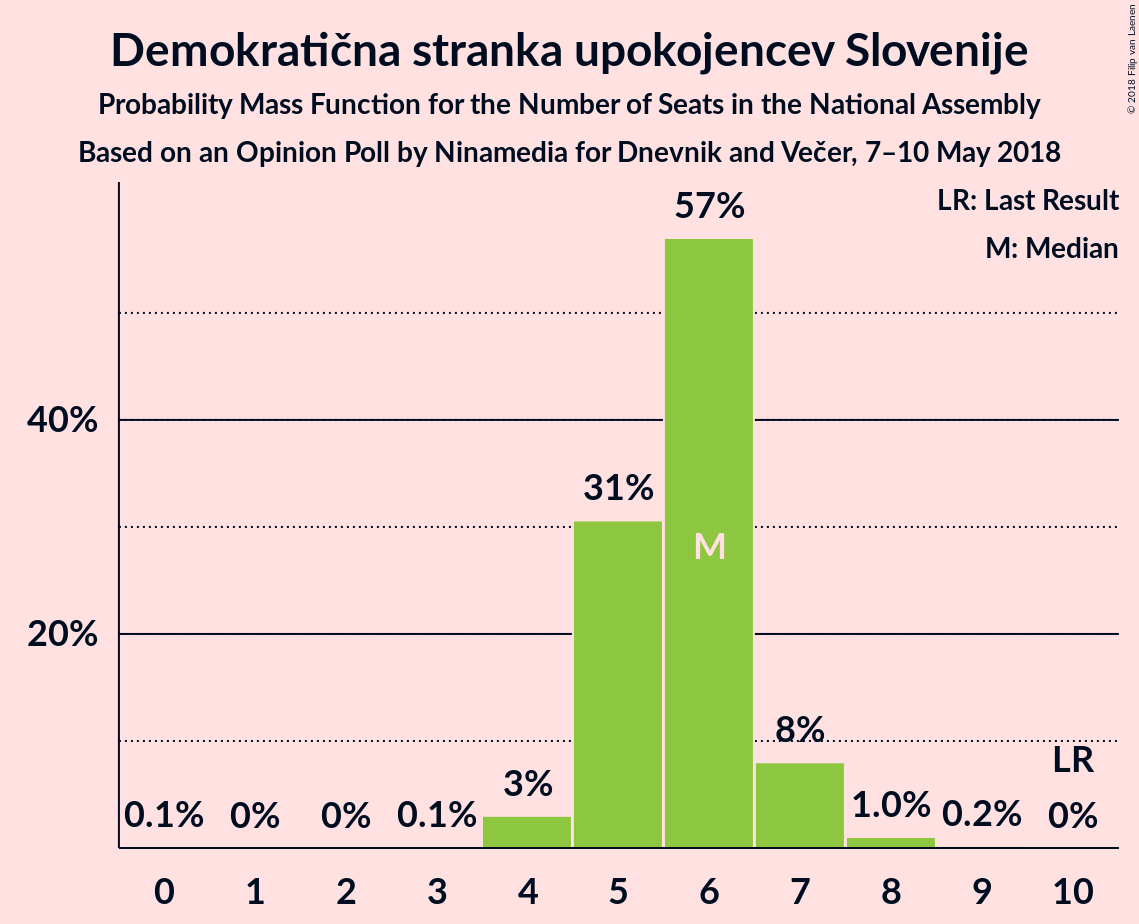 Demokratična stranka upokojencev Slovenije
Probability Mass Function for the Number of Seats in the National Assembly
Based on an Opinion Poll by Ninamedia for Dnevnik and Večer, 7–10 May 2018
© 2018 Filip van Laenen
LR: Last Result
M: Median
57%
40%
31%
M
20%
8%
LR
3%
0.1% 0% 0% 0.1% 1.0% 0.2% 0%
0 1 2 3 4 5 6 7 8 9 10